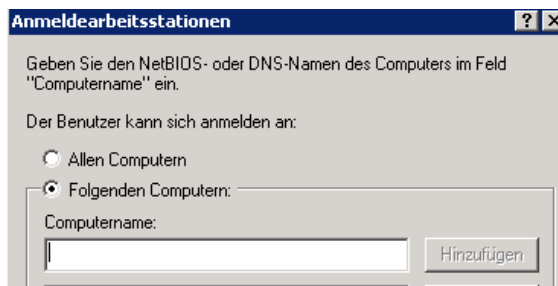 Anmeldearbeitsstationen
Geben Sie den NetBIOS- oder DNS-Namen des Computers im Feld
"Computername" ein.
Der Benutzer kann sich anmelden an:
Allen Computern
Folgenden Computern:
Computername:
Hinzufügen